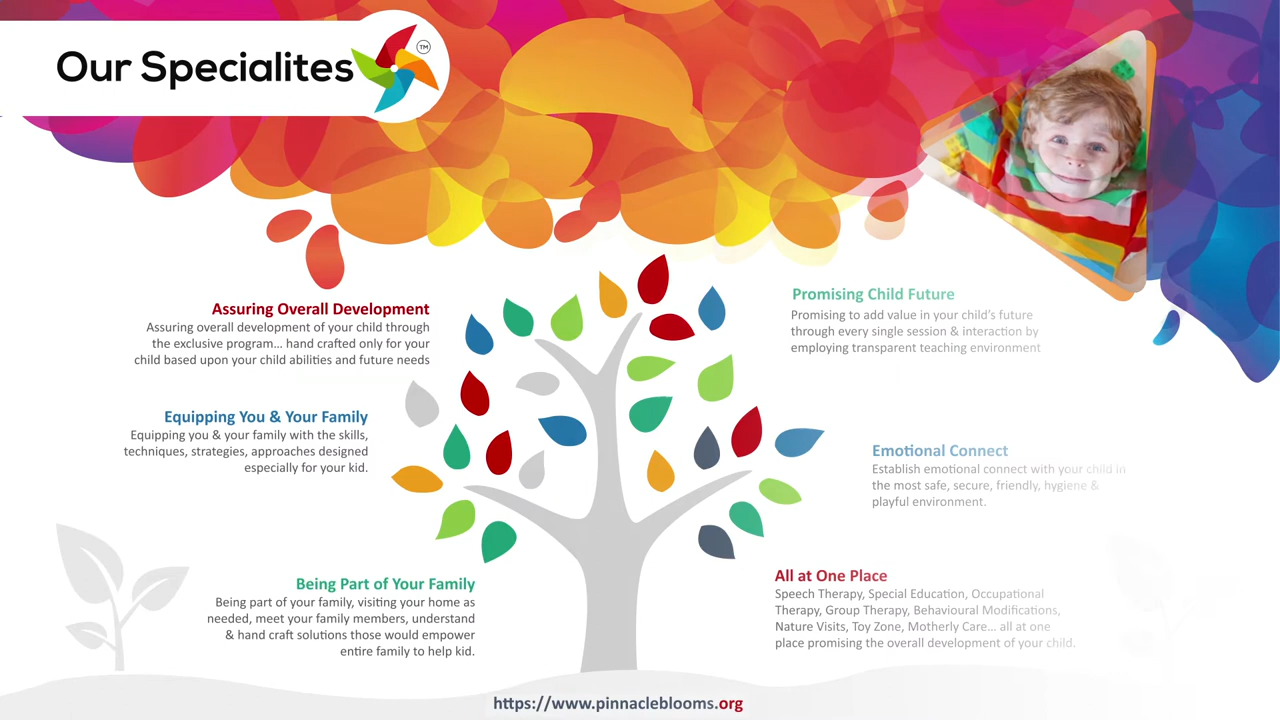 Our Specialites
TM
Assuring Overall Development
Assuring overall development of your child through
the exclusive program... hand crafted only for your
child based upon your child abilities and future needs
Equipping You & Your Family
Equipping you & your family with the skills,
techniques, strategies, approaches designed
especially for your kid.
Being Part of Your Family
Being part of your family, visiting your home as
needed, meet your family members, understand
& hand craft solutions those would empower
entire family to help kid.
Promising Child Future
Promising to add value in your child's future
through every single session & interaction by
employing transparent teaching environment
Emotional Connect
Establish emotional connect with your child in
the most safe, secure, friendly, hygiene &
playful environment.
All at One Place
Speech Therapy, Special Education, Occupational
Therapy, Group Therapy, Behavioural Modifications,
Nature Visits, Toy Zone, Motherly Care... all at one
place promising the overall development of your child.
https://www.pinnacleblooms.org